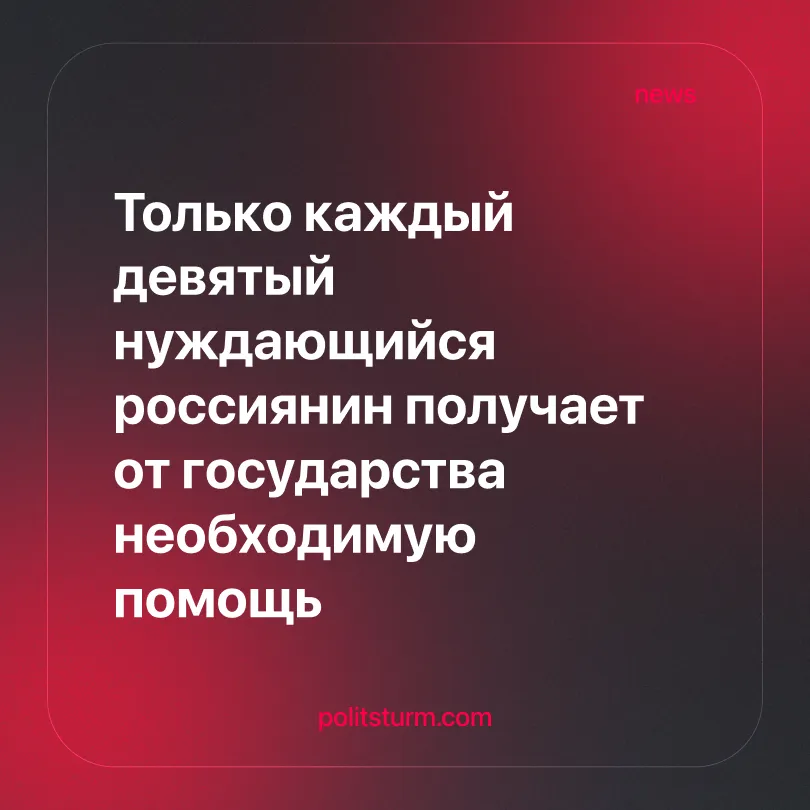 news
Только каждый
девятый
нуждающийся
россиянин получает
от государства
необходимую
помощь
politsturm.com